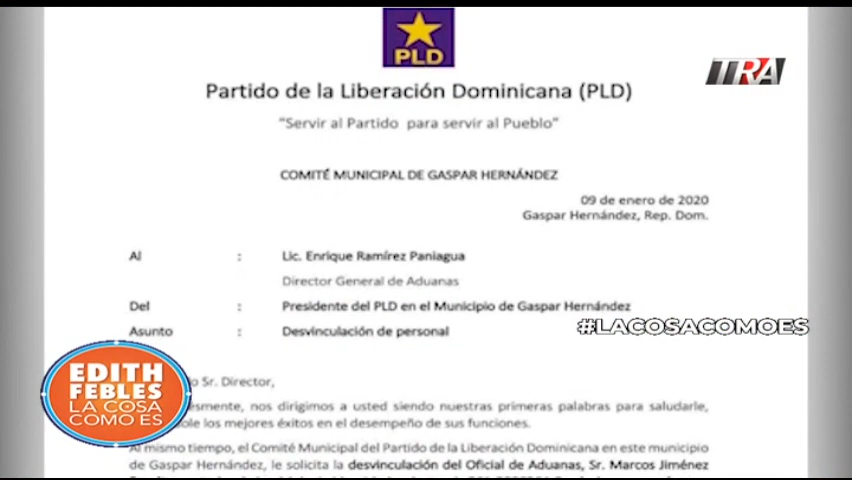 PLD
TRA
Partido de la Liberación Dominicana (PLD)
"Servir al Partido para servir al Pueblo"
COMITÉ MUNICIPAL DE GASPAR HERNÁNDEZ
09 de enero de 2020
Gaspar Hernández, Rep. Dom.
Al : Lic. Enrique Ramírez Paniagua
Director General de Aduanas
Del : Presidente del PLD en el Municipio de Gaspar Hernández
Asunto : Desvinculación de personal
#LACOSACOMOES
EDITH
FEBLES
LA COSA
COMO ES
Sr. Director,
nos dirigimos a usted siendo nuestras primeras palabras para saludarle,
los mejores éxitos en el desempeño de sus funciones.
Al mismo tiempo, el Comité Municipal del Partido de la Liberación Dominicana en este municipio
de Gaspar Hernández, le solicita la desvinculación del Oficial de Aduanas, Sr. Marcos Jiménez